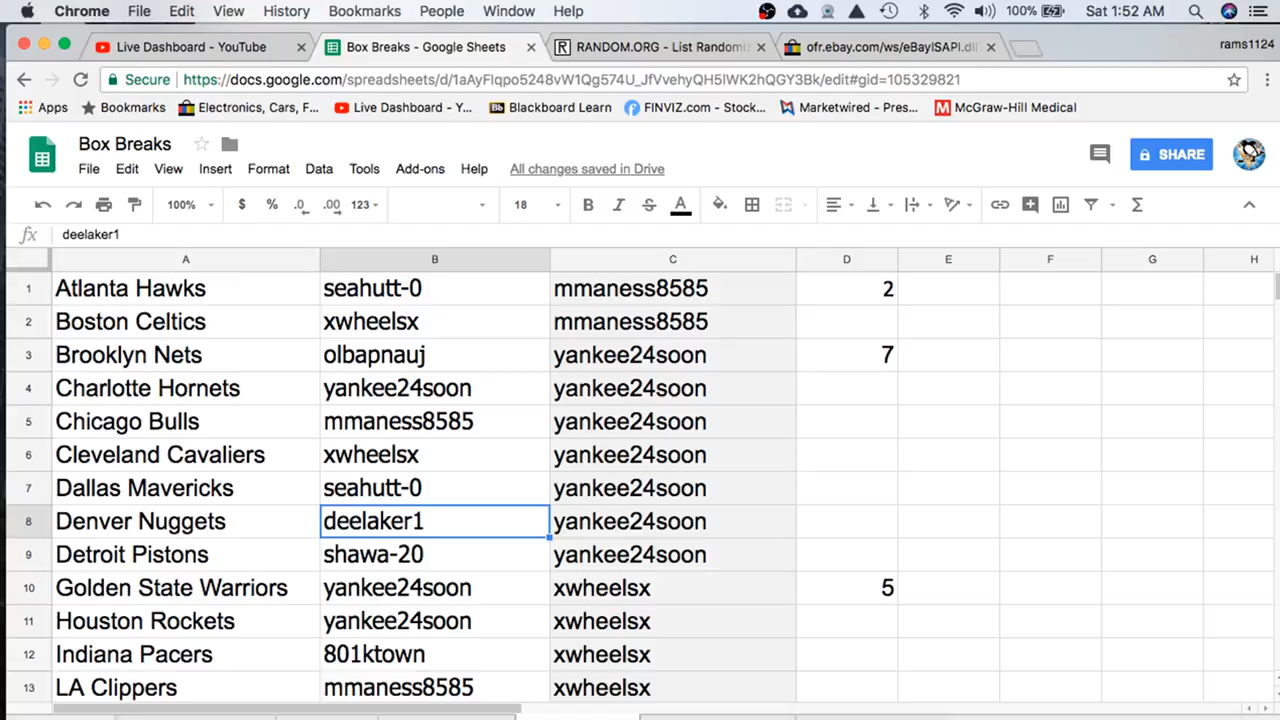 Chrome File Edit View History Bookmarks People Window Help 100% Sat 1:52 AM
Live Dashboard - YouTube Box Breaks - Google Sheets RANDOM.ORG - List Randomiz ofr.ebay.com/ws/eBayISAPI.dll rams1124
Secure https://docs.google.com/spreadsheets/d/1aAyFlqpo5248vW1Qg574U_JfVvehyQH5lWK2hQGY3Bk/edit#gid=105329821
Apps Bookmarks Electronics, Cars, F... Live Dashboard - Y... Bb Blackboard Learn FINVIZ.com - Stock... Marketwired - Pres... McGraw-Hill Medical
Box Breaks SHARE
File Edit View Insert Format Data Tools Add-ons Help All changes saved in Drive
100% $ % .0 .00 123 18 B I S A Σ
fx deelaker1
A B C D E F G H
1 Atlanta Hawks seahutt-0 mmaness8585 2
2 Boston Celtics xwheelsx mmaness8585
3 Brooklyn Nets olbapnauj yankee24soon 7
4 Charlotte Hornets yankee24soon yankee24soon
5 Chicago Bulls mmaness8585 yankee24soon
6 Cleveland Cavaliers xwheelsx yankee24soon
7 Dallas Mavericks seahutt-0 yankee24soon
8 Denver Nuggets deelaker1 yankee24soon
9 Detroit Pistons shawa-20 yankee24soon
10 Golden State Warriors yankee24soon xwheelsx 5
11 Houston Rockets yankee24soon xwheelsx
12 Indiana Pacers 801ktown xwheelsx
13 LA Clippers mmaness8585 xwheelsx